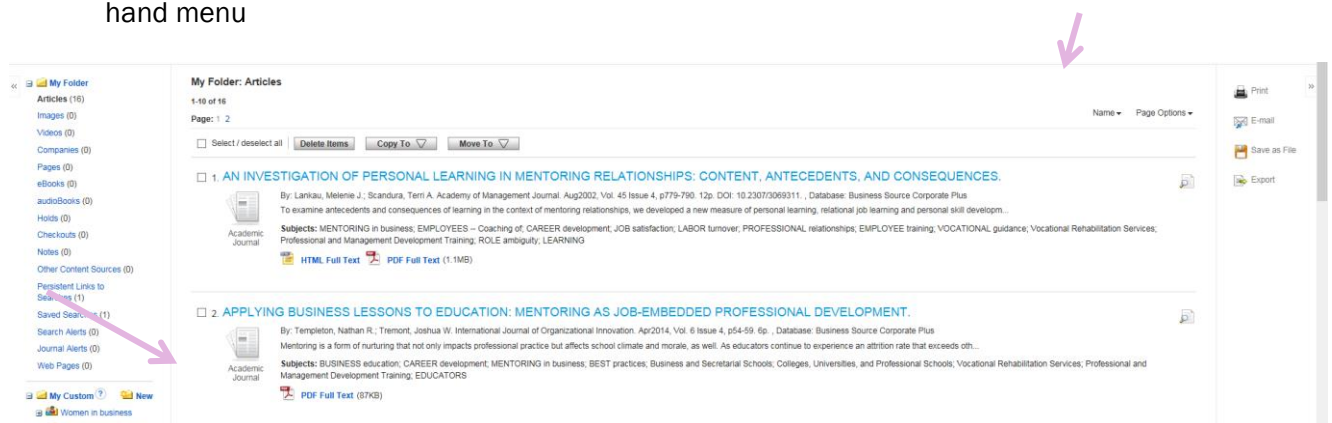 hand menu
«
My Folder
Articles (16)
Images (0)
Videos (0)
Companies (0)
Pages (0)
eBooks (0)
audioBooks (0)
Holds (0)
Checkouts (0)
Notes (0)
Other Content Sources (0)
Persistent Links to
Searches (1)
Saved Searches (1)
Search Alerts (0)
Journal Alerts (0)
Web Pages (0)
My Custom ? New
Women in business
My Folder: Articles
1-10 of 16
Page: 1 2
Name Page Options
Select / deselect all Delete Items Copy To Move To
1. AN INVESTIGATION OF PERSONAL LEARNING IN MENTORING RELATIONSHIPS: CONTENT, ANTECEDENTS, AND CONSEQUENCES.
By: Lankau, Melenie J.; Scandura, Terri A. Academy of Management Journal. Aug2002, Vol. 45 Issue 4, p779-790. 12p. DOI: 10.2307/3069311. , Database: Business Source Corporate Plus
To examine antecedents and consequences of learning in the context of mentoring relationships, we developed a new measure of personal learning, relational job learning and personal skill developm...
Academic
Journal
Subjects: MENTORING in business; EMPLOYEES -- Coaching of; CAREER development; JOB satisfaction; LABOR turnover; PROFESSIONAL relationships; EMPLOYEE training; VOCATIONAL guidance; Vocational Rehabilitation Services;
Professional and Management Development Training; ROLE ambiguity; LEARNING
HTML Full Text PDF Full Text (1.1MB)
2. APPLYING BUSINESS LESSONS TO EDUCATION: MENTORING AS JOB-EMBEDDED PROFESSIONAL DEVELOPMENT.
By: Templeton, Nathan R.; Tremont, Joshua W. International Journal of Organizational Innovation. Apr2014, Vol. 6 Issue 4, p54-59. 6p. , Database: Business Source Corporate Plus
Mentoring is a form of nurturing that not only impacts professional practice but affects school climate and morale, as well. As educators continue to experience an attrition rate that exceeds oth...
Academic
Journal
Subjects: BUSINESS education; CAREER development; MENTORING in business; BEST practices; Business and Secretarial Schools; Colleges, Universities, and Professional Schools; Vocational Rehabilitation Services; Professional and
Management Development Training; EDUCATORS
PDF Full Text (87KB)
»
Print
E-mail
Save as File
Export